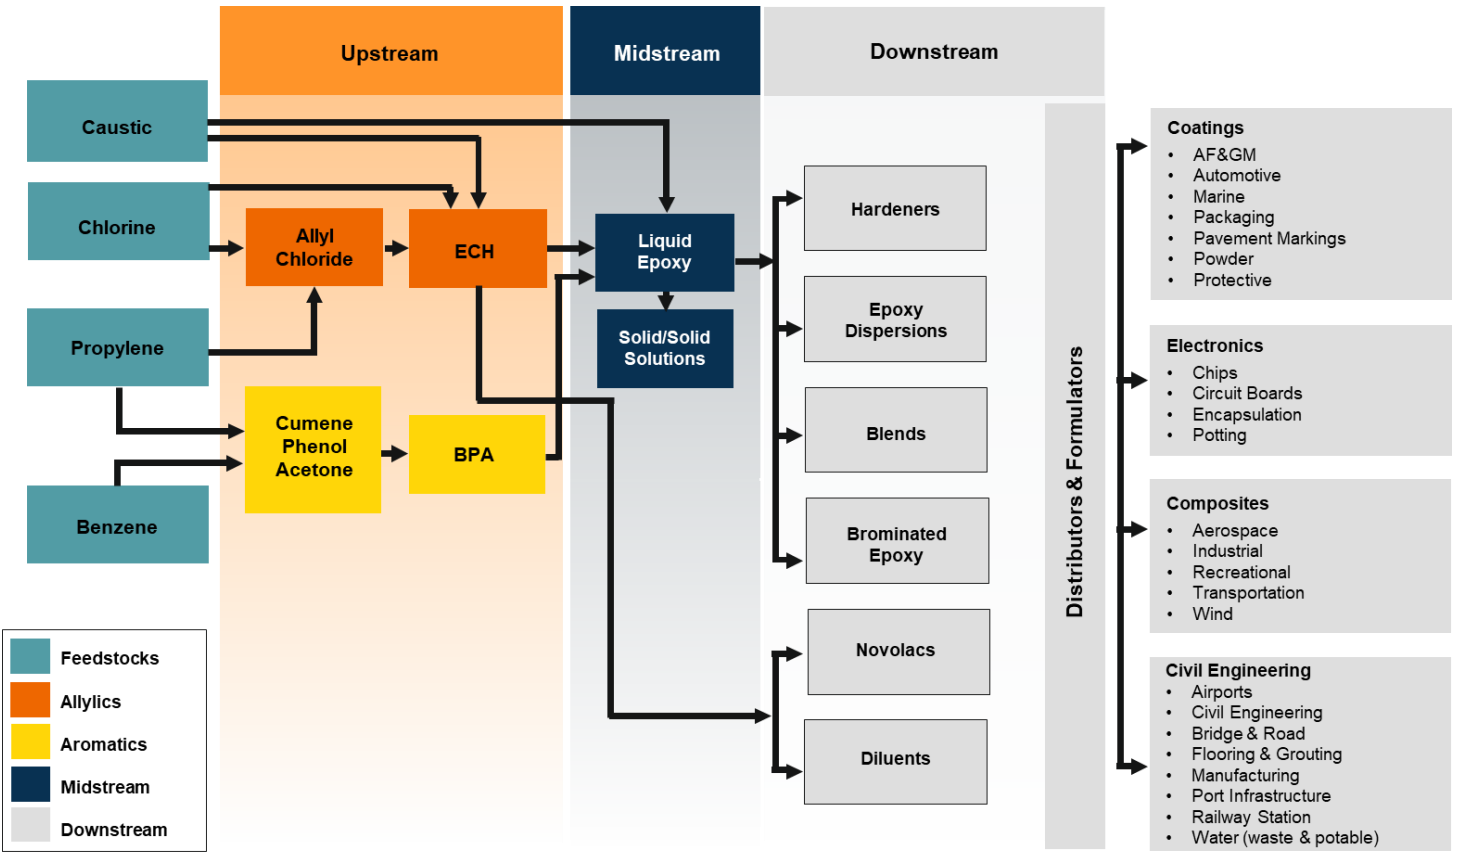 Upstream
Midstream
Downstream
Caustic
Chlorine
Propylene
Benzene
Allyl
Chloride
ECH
Cumene
Phenol
Acetone
BPA
Liquid
Epoxy
Solid/Solid
Solutions
Hardeners
Epoxy
Dispersions
Blends
Brominated
Epoxy
Novolacs
Diluents
Distributors & Formulators
Coatings
• AF&GM
• Automotive
• Marine
• Packaging
• Pavement Markings
• Powder
• Protective
Electronics
• Chips
• Circuit Boards
• Encapsulation
• Potting
Composites
• Aerospace
• Industrial
• Recreational
• Transportation
• Wind
Civil Engineering
• Airports
• Civil Engineering
• Bridge & Road
• Flooring & Grouting
• Manufacturing
• Port Infrastructure
• Railway Station
• Water (waste & potable)
Feedstocks
Allylics
Aromatics
Midstream
Downstream